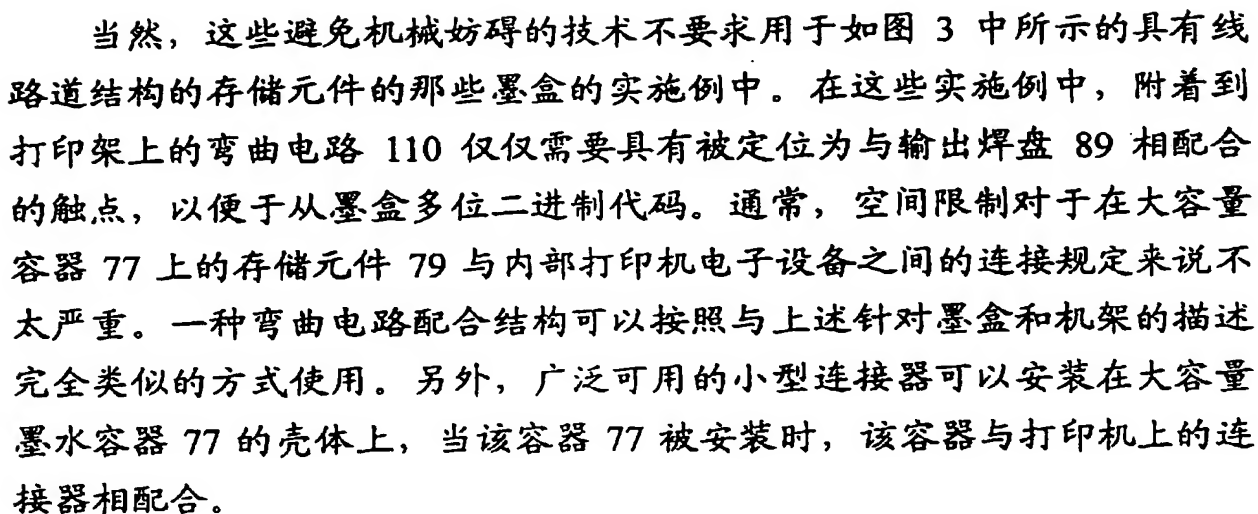 当然，这些避免机械妨碍的技术不要求用于如图 3 中所示的具有线
路道结构的存储元件的那些墨盒的实施例中。在这些实施例中，附着到
打印架上的弯曲电路 110 仅仅需要具有被定位为与输出焊盘 89 相配合
的触点，以便于从墨盒多位二进制代码。通常，空间限制对于在大容量
容器 77 上的存储元件 79 与内部打印机电子设备之间的连接规定来说不
太严重。一种弯曲电路配合结构可以按照与上述针对墨盒和机架的描述
完全类似的方式使用。另外，广泛可用的小型连接器可以安装在大容量
墨水容器 77 的壳体上，当该容器 77 被安装时，该容器与打印机上的连
接器相配合。